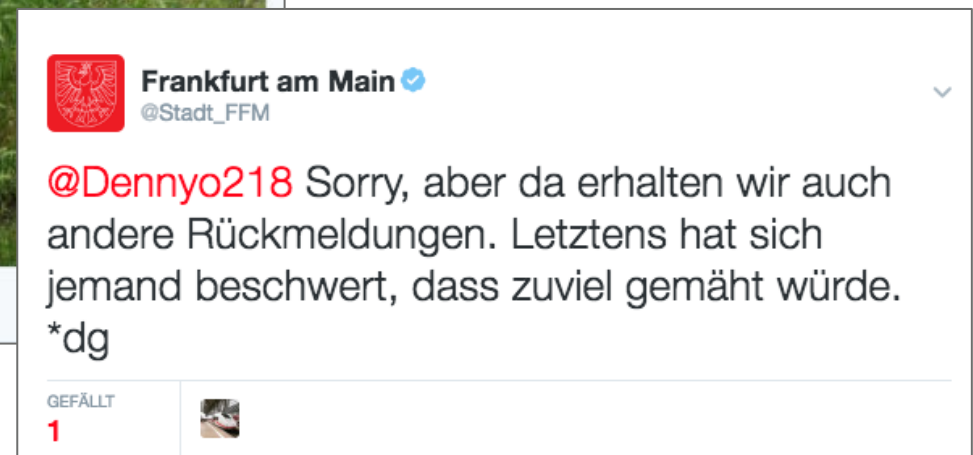 Frankfurt am Main
@Stadt_FFM
@Dennyo218 Sorry, aber da erhalten wir auch
andere Rückmeldungen. Letztens hat sich
jemand beschwert, dass zuviel gemäht würde.
*dg
GEFÄLLT
1